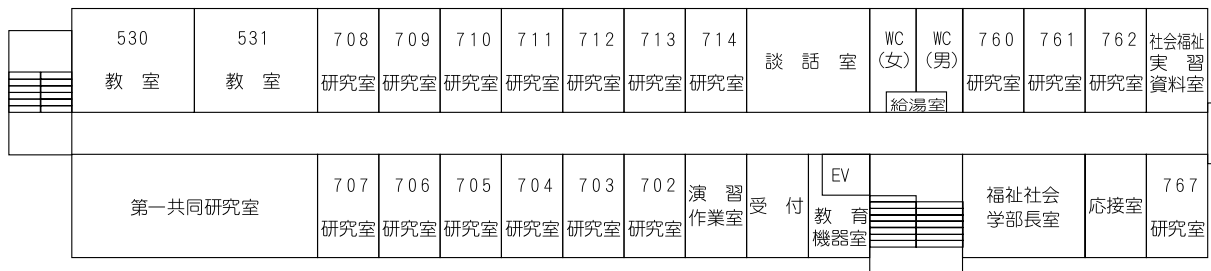 530
教 室
531
教 室
708
研究室
709
研究室
710
研究室
711
研究室
712
研究室
713
研究室
714
研究室
談 話 室
WC
(女)
WC
(男)
給湯室
760
研究室
761
研究室
762
研究室
社会福祉
実 習
資料室
第一共同研究室
707
研究室
706
研究室
705
研究室
704
研究室
703
研究室
702
研究室
演 習
作業室
受 付
EV
教 育
機器室
福祉社会
学部長室
応接室
767
研究室